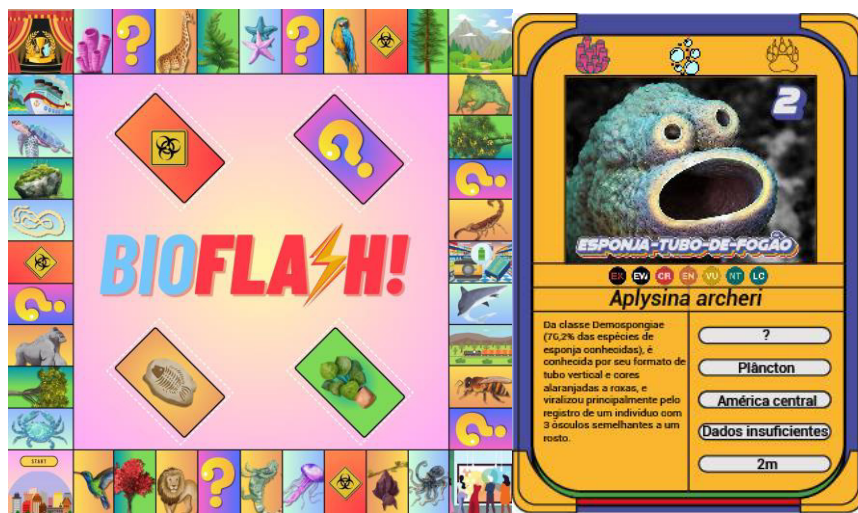 START
BIOFLASH!
2
ESPONJA-TUBO-DE-FOGÃO
EX EW CR EN VU NT LC
Aplysina archeri
Da classe Demospongiae
(76,2% das espécies de
esponja conhecidas), é
conhecida por seu formato de
tubo vertical e cores
alaranjadas a roxas, e
viralizou principalmente pelo
registro de um individuo com
3 ósculos semelhantes a um
rosto.
?
Plâncton
América central
Dados insuficientes
2m